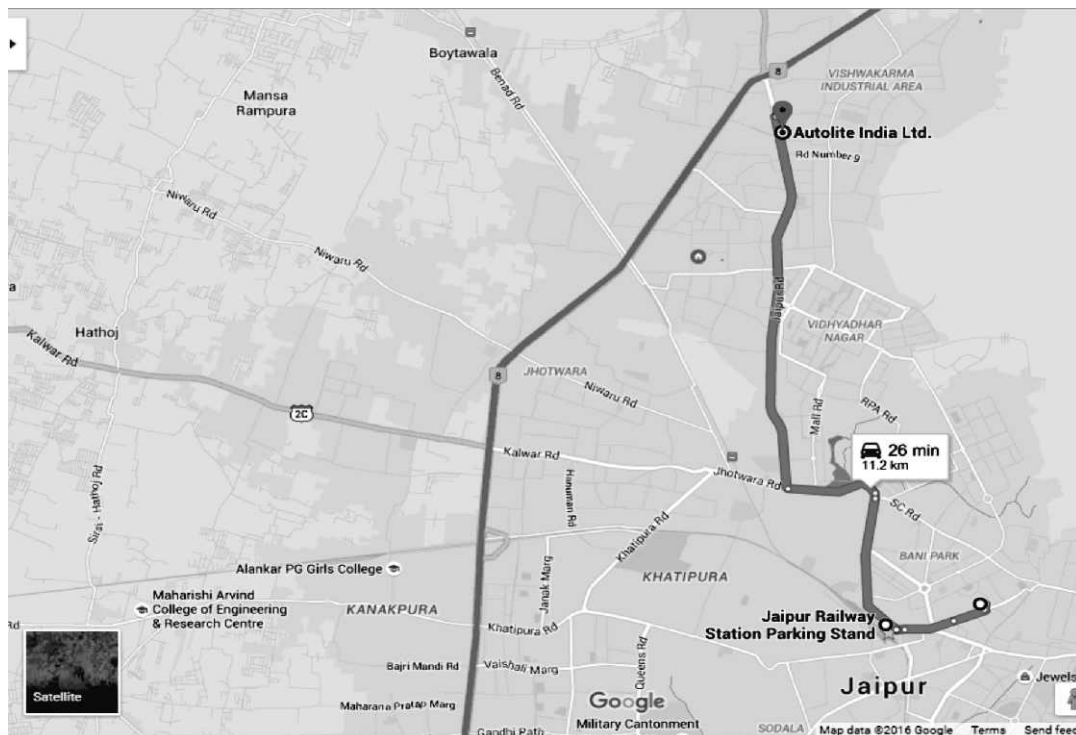 Boytawala
Benad Rd
8
VISHWAKARMA
INDUSTRIAL AREA
Mansa
Rampura
Autolite India Ltd.
Rd Number 9
Niwaru Rd
Niwaru Rd
Jaipur Rd
a
Hathoj
Kalwar Rd
VIDHYADHAR
NAGAR
8
JHOTWARA
Niwaru Rd
2C
Mall Rd
RPA Rd
Kalwar Rd
26 min
11.2 km
Jhotwara Rd
Sirsi - Hathoj Rd
Hanuman Rd
SC Rd
Khatipura Rd
BANI PARK
Alankar PG Girls College
Janak Marg
KHATIPURA
Maharishi Arvind
College of Engineering
& Research Centre
KANAKPURA
Jaipur Railway
Station Parking Stand
Rd
Khatipura Rd
Bajri Mandi Rd
Vaishali Marg
Queens Rd
Jewels
Jaipur
Satellite
Maharana Pratap Marg
Google
Military Cantonment
Gandhi Path
SODALA
Map data ©2016 Google
Terms
Send feed